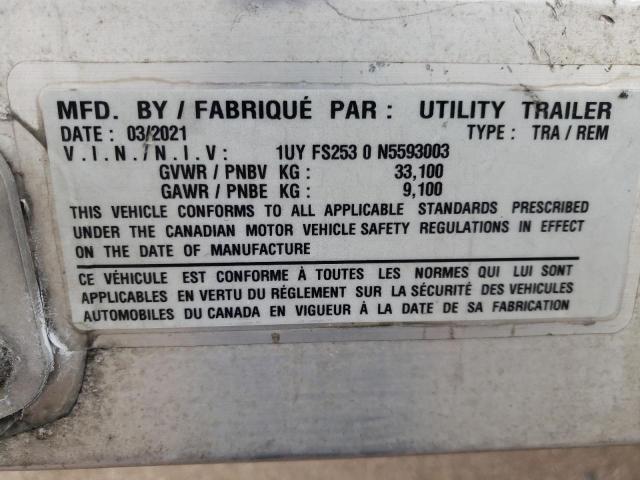 MFD. BY / FABRIQUÉ PAR : UTILITY TRAILER
DATE : 03/2021 TYPE : TRA / REM
V.I.N./N.I.V: 1UY FS253 0 N5593003
GVWR / PNBV KG : 33,100
GAWR / PNBE KG : 9,100
THIS VEHICLE CONFORMS TO ALL APPLICABLE STANDARDS PRESCRIBED
UNDER THE CANADIAN MOTOR VEHICLE SAFETY REGULATIONS IN EFFECT
ON THE DATE OF MANUFACTURE
CE VÉHICULE EST CONFORME À TOUTES LES NORMES QUI LUI SONT
APPLICABLES EN VERTU DU RÉGLEMENT SUR LA SÉCURITÉ DES VEHICULES
AUTOMOBILES DU CANADA EN VIGUEUR À LA DATE DE SA FABRICATION